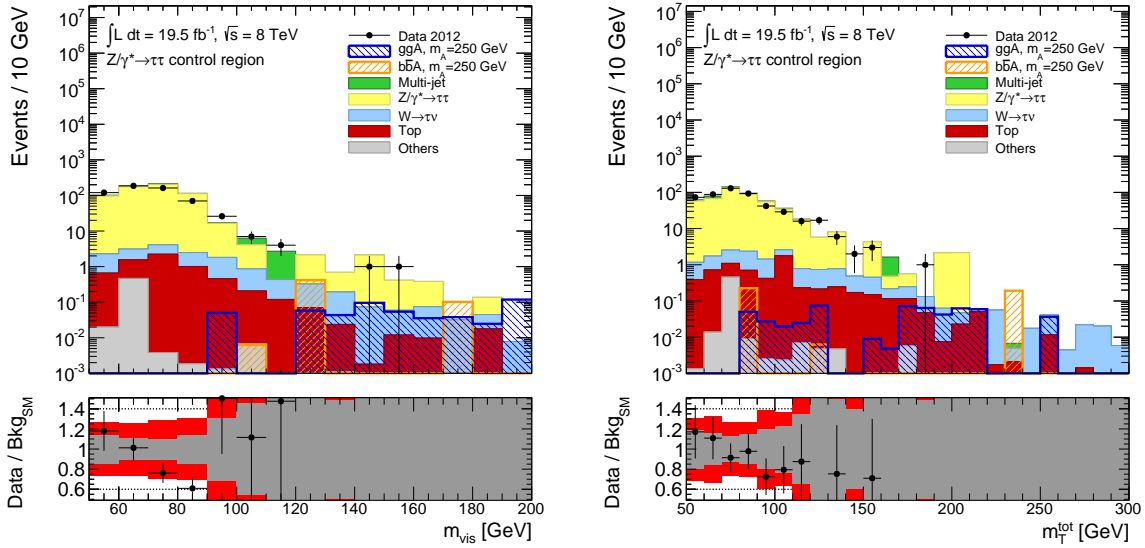 ∫L dt = 19.5 fb⁻¹, √s = 8 TeV
Z/γ*→ττ control region
Data 2012
ggA, m_A=250 GeV
bb̄A, m_A=250 GeV
Multi-jet
Z/γ*→ττ
W→τν
Top
Others
Events / 10 GeV
10⁷
10⁶
10⁵
10⁴
10³
10²
10
1
10⁻¹
10⁻²
10⁻³
Data / Bkg_SM
1.4
1.2
1
0.8
0.6
60 80 100 120 140 160 180 200
m_vis [GeV]
∫L dt = 19.5 fb⁻¹, √s = 8 TeV
Z/γ*→ττ control region
Data 2012
ggA, m_A=250 GeV
bb̄A, m_A=250 GeV
Multi-jet
Z/γ*→ττ
W→τν
Top
Others
Events / 10 GeV
10⁷
10⁶
10⁵
10⁴
10³
10²
10
1
10⁻¹
10⁻²
10⁻³
Data / Bkg_SM
1.4
1.2
1
0.8
0.6
50 100 150 200 250 300
m_T^tot [GeV]